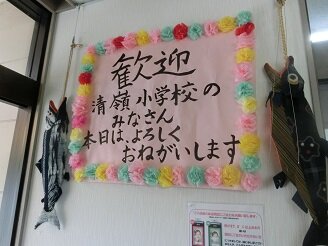 歓迎
清嶺小学校の
みなさん
本日は、よろしく
おねがいします